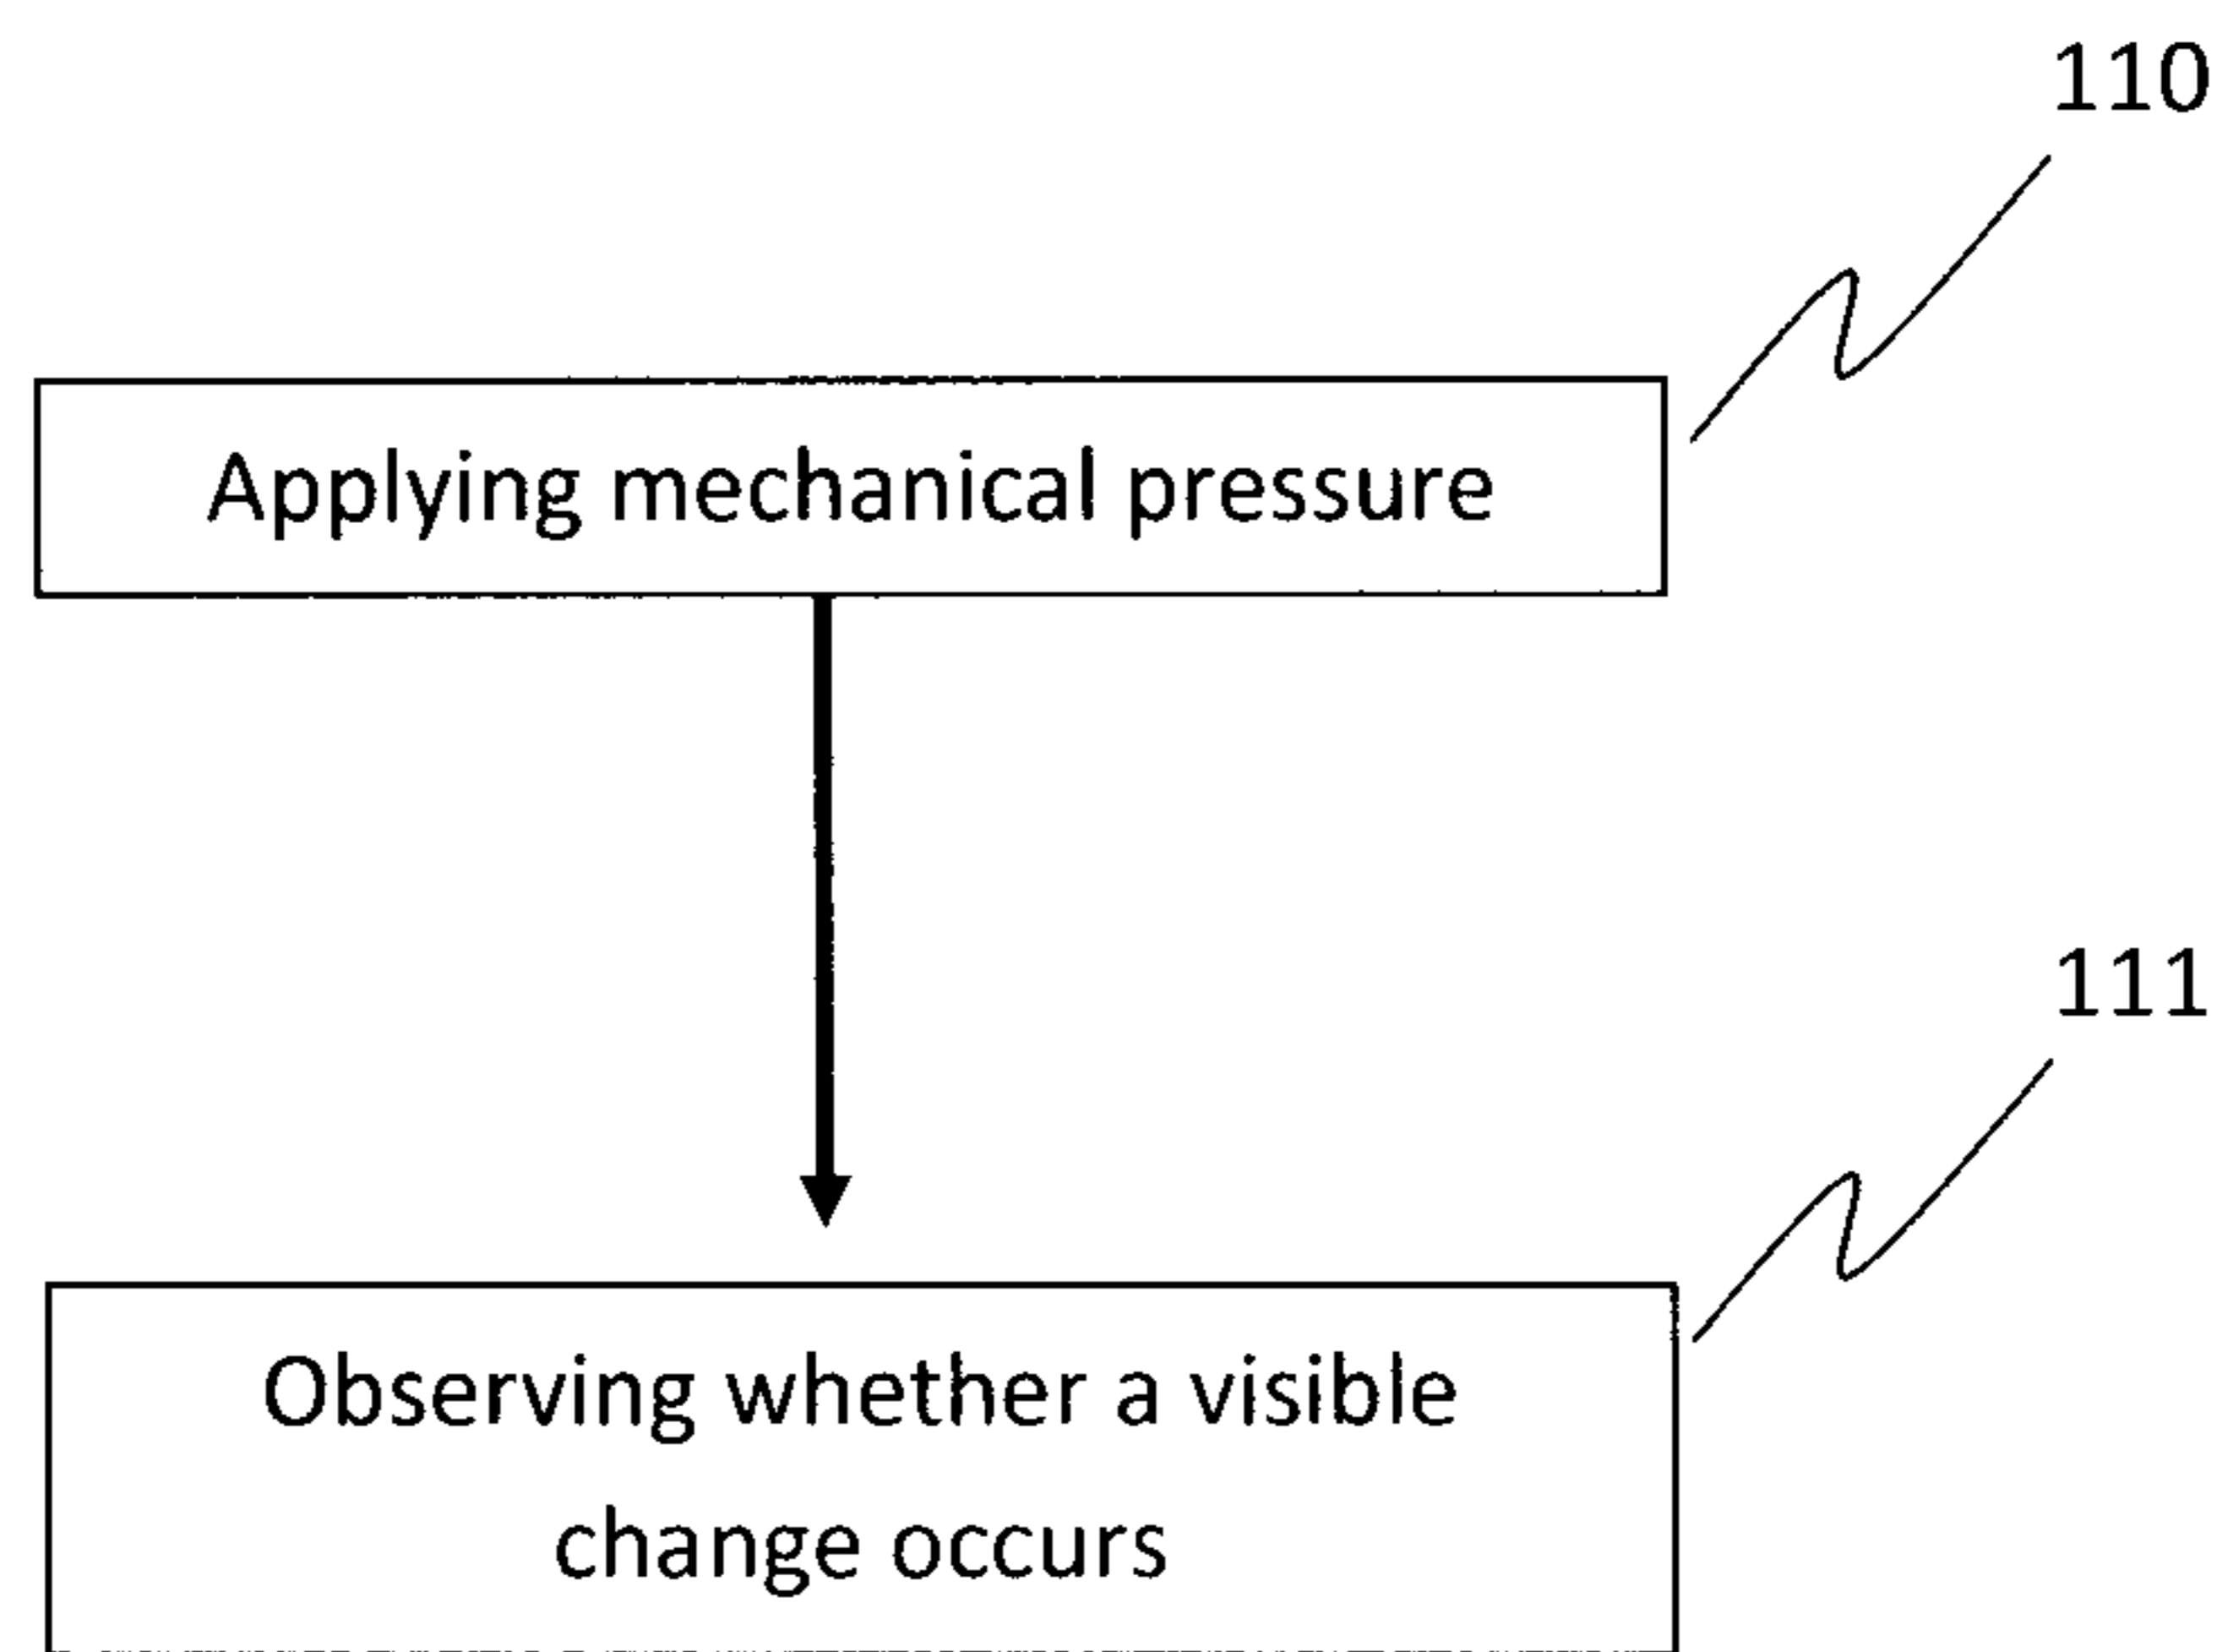 110
Applying mechanical pressure
111
Observing whether a visible
change occurs